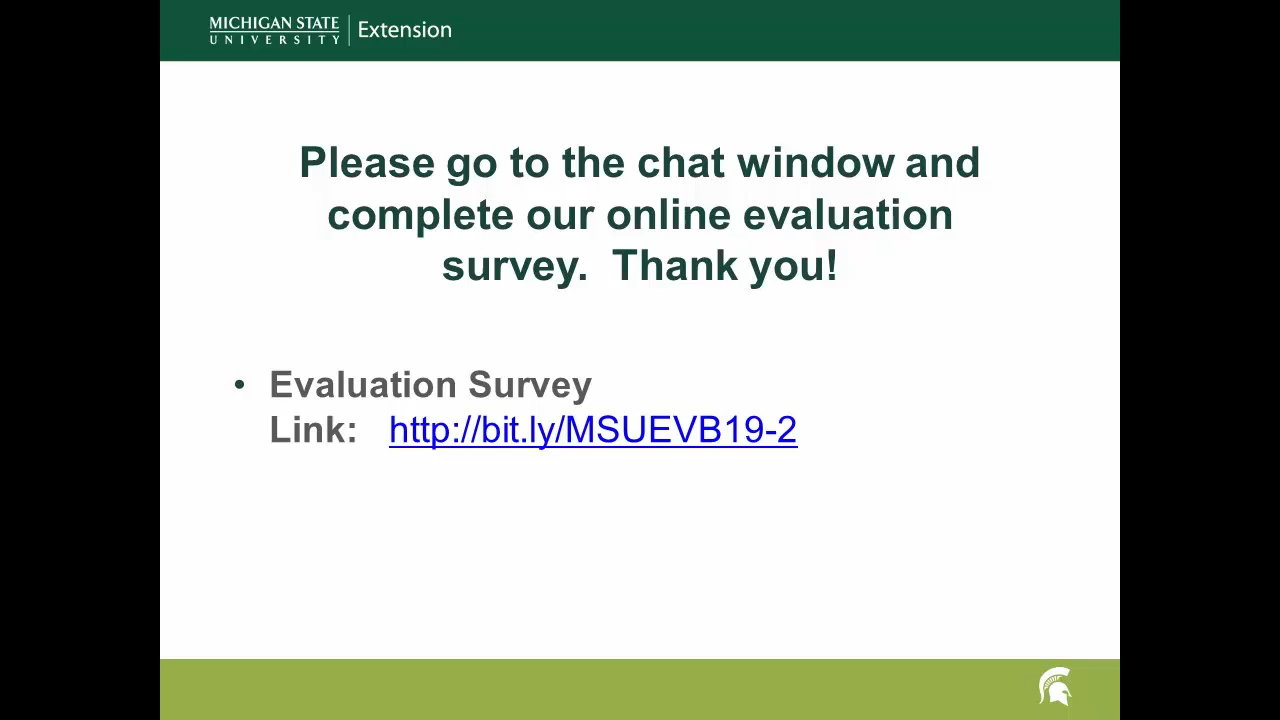 MICHIGAN STATE
UNIVERSITY
Extension
Please go to the chat window and
complete our online evaluation
survey. Thank you!
• Evaluation Survey
Link: http://bit.ly/MSUEVB19-2